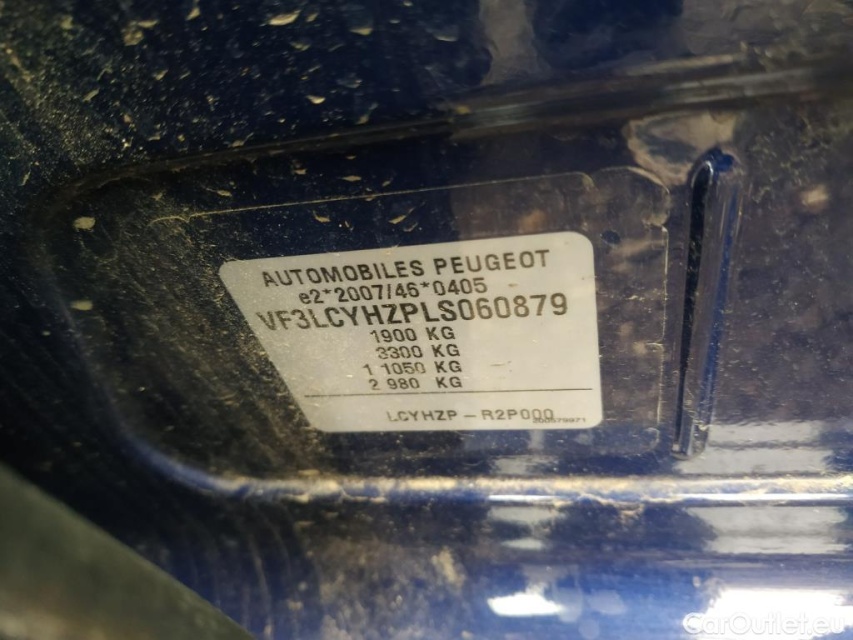 AUTOMOBILES PEUGEOT
e2*2007/46*0405
VF3LCYHZPLS060879
1900 KG
3300 KG
1 1050 KG
2 980 KG
LCYHZP - R2P000
CarOutlet.eu